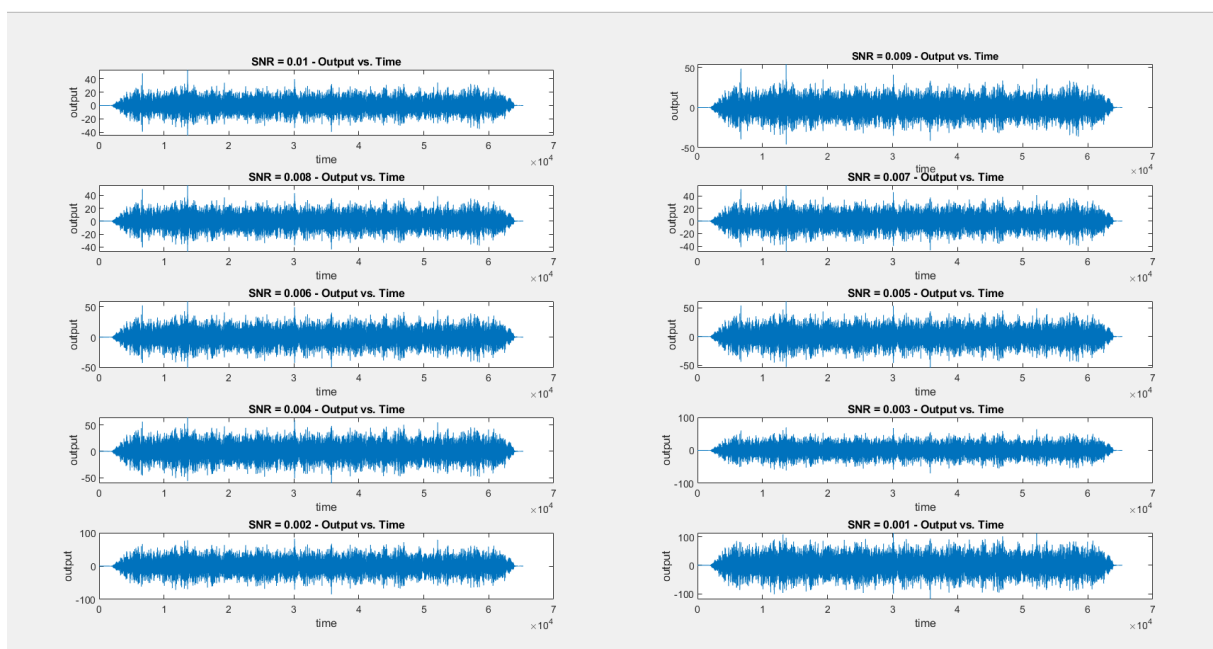 SNR = 0.01 - Output vs. Time
output
40
20
0
-20
-40
0 1 2 3 4 5 6 7
time
×10^4
SNR = 0.009 - Output vs. Time
output
50
0
-50
0 1 2 3 4 5 6 7
time
×10^4
SNR = 0.008 - Output vs. Time
output
40
20
0
-20
-40
0 1 2 3 4 5 6 7
time
×10^4
SNR = 0.007 - Output vs. Time
output
40
20
0
-20
-40
0 1 2 3 4 5 6 7
time
×10^4
SNR = 0.006 - Output vs. Time
output
50
0
-50
0 1 2 3 4 5 6 7
time
×10^4
SNR = 0.005 - Output vs. Time
output
50
0
-50
0 1 2 3 4 5 6 7
time
×10^4
SNR = 0.004 - Output vs. Time
output
50
0
-50
0 1 2 3 4 5 6 7
time
×10^4
SNR = 0.003 - Output vs. Time
output
100
0
-100
0 1 2 3 4 5 6 7
time
×10^4
SNR = 0.002 - Output vs. Time
output
100
0
-100
0 1 2 3 4 5 6 7
time
×10^4
SNR = 0.001 - Output vs. Time
output
100
0
-100
0 1 2 3 4 5 6 7
time
×10^4